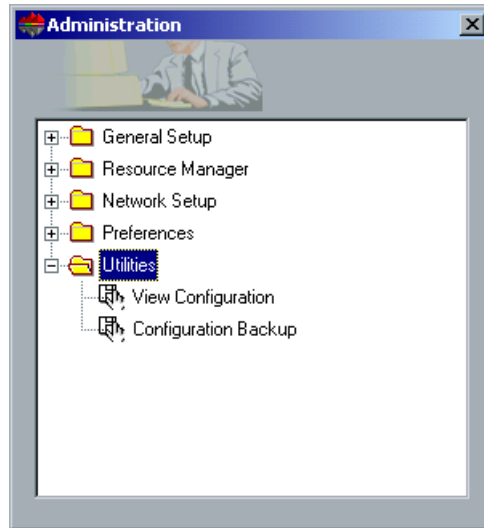 Administration
General Setup
Resource Manager
Network Setup
Preferences
Utilities
View Configuration
Configuration Backup